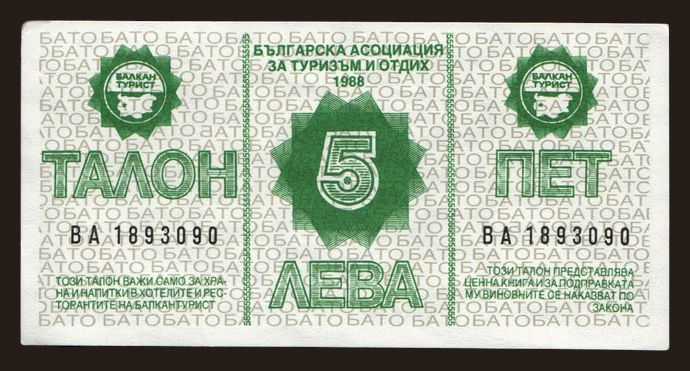 БЪЛГАРСКА АСОЦИАЦИЯ
ЗА ТУРИЗЪМ И ОТДИХ
1988
БАЛКАН
ТУРИСТ
ТАЛОН
ВА 1893090
ТОЗИ ТАЛОН ВАЖИ САМО ЗА ХРА-
НА И НАПИТКИ В ХОТЕЛИТЕ И РЕС-
ТОРАНТИТЕ НА БАЛКАНТУРИСТ
5
ЛЕВА
БАЛКАН
ТУРИСТ
ПЕТ
ВА 1893090
ТОЗИ ТАЛОН ПРЕДСТАВЛЯВА
ЦЕННА КНИГА И ЗА ПОДПРАВКАТА
МУ ВИНОВНИТЕ СЕ НАКАЗВАТ ПО
ЗАКОНА